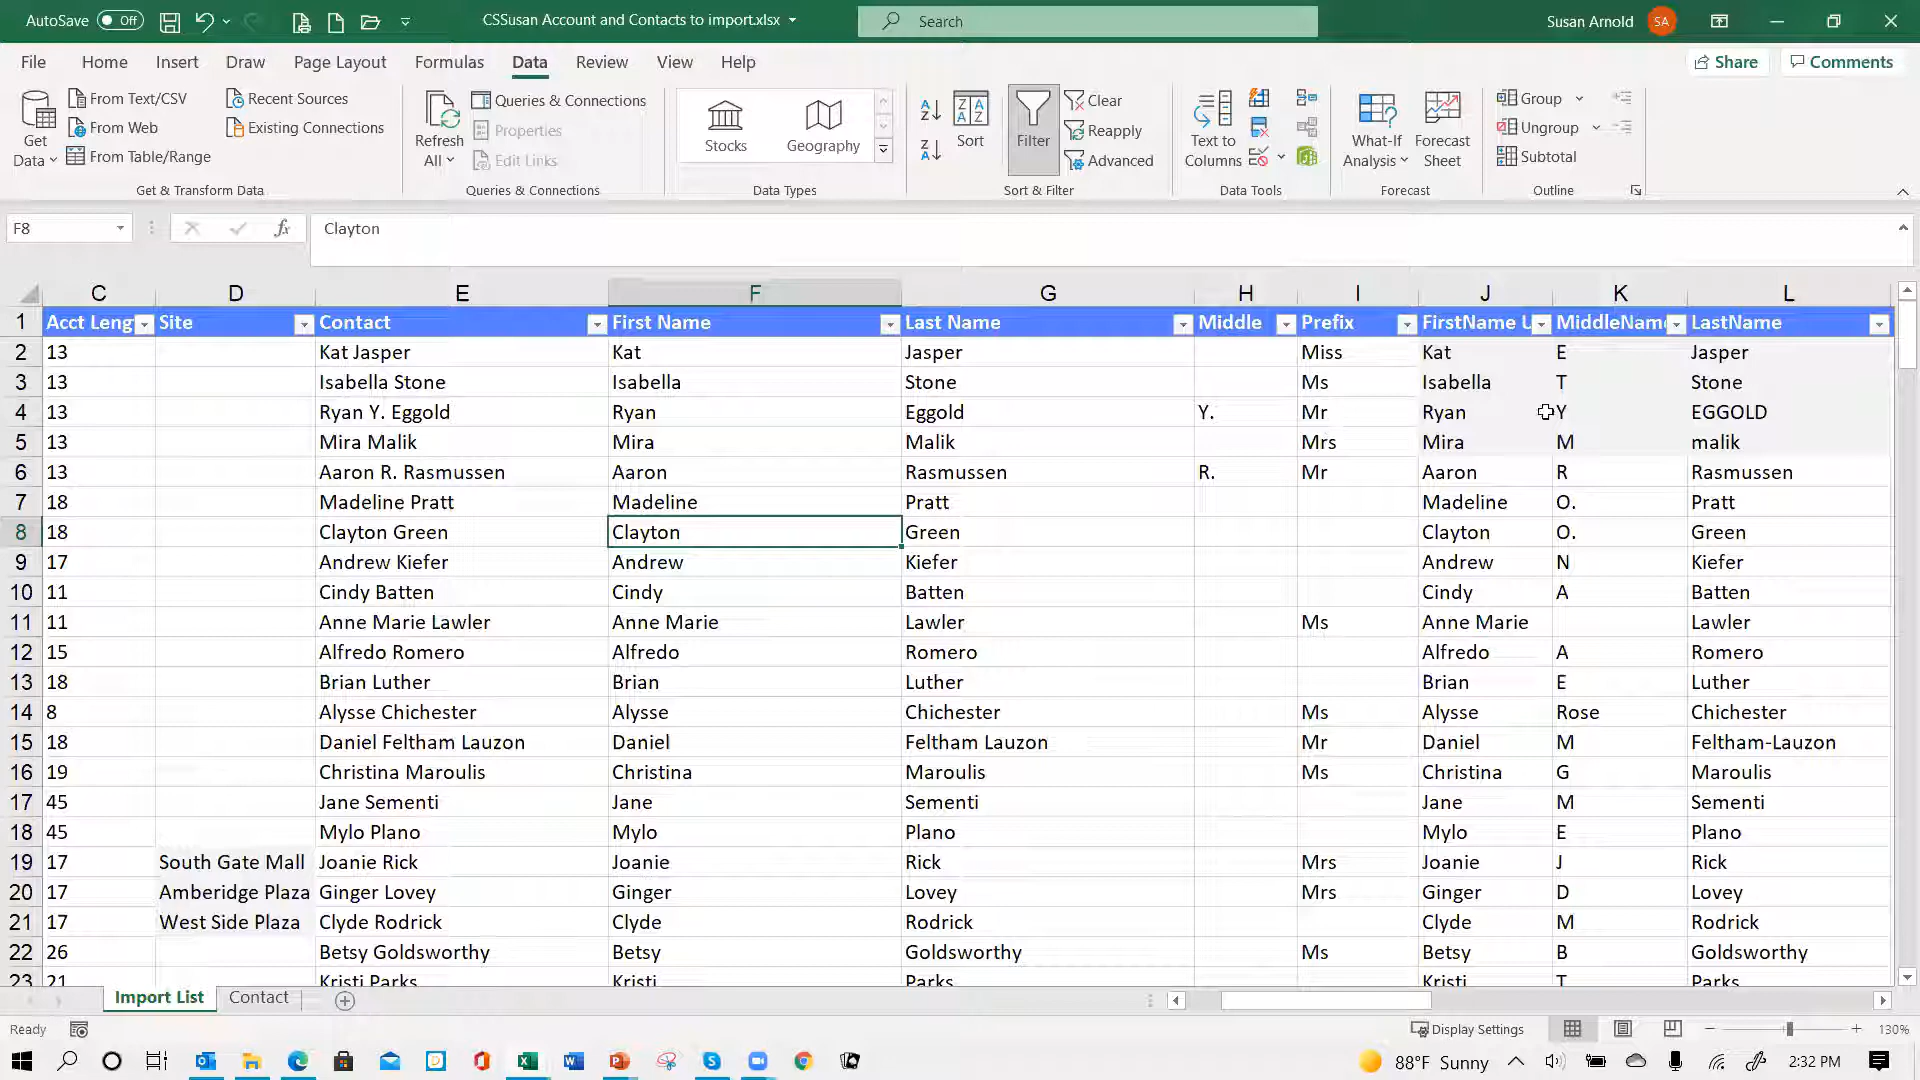 AutoSave Off CSSusan Account and Contacts to import.xlsx Search Susan Arnold SA
File Home Insert Draw Page Layout Formulas Data Review View Help Share Comments
Get Data From Text/CSV From Web From Table/Range Recent Sources Existing Connections
Get & Transform Data
Refresh All Queries & Connections Properties Edit Links
Queries & Connections
Stocks Geography
Data Types
Sort Filter Clear Reapply Advanced
Sort & Filter
Text to Columns
Data Tools
What-If Analysis Forecast Sheet
Forecast
Group Ungroup Subtotal
Outline
F8 fx Clayton
C D E F G H I J K L
1 Acct Leng Site Contact First Name Last Name Middle Prefix FirstName MiddleName LastName
2 13 Kat Jasper Kat Jasper Miss Kat E Jasper
3 13 Isabella Stone Isabella Stone Ms Isabella T Stone
4 13 Ryan Y. Eggold Ryan Eggold Y. Mr Ryan Y EGGOLD
5 13 Mira Malik Mira Malik Mrs Mira M malik
6 13 Aaron R. Rasmussen Aaron Rasmussen R. Mr Aaron R Rasmussen
7 18 Madeline Pratt Madeline Pratt Madeline O. Pratt
8 18 Clayton Green Clayton Green Clayton O. Green
9 17 Andrew Kiefer Andrew Kiefer Andrew N Kiefer
10 11 Cindy Batten Cindy Batten Cindy A Batten
11 11 Anne Marie Lawler Anne Marie Lawler Ms Anne Marie Lawler
12 15 Alfredo Romero Alfredo Romero Alfredo A Romero
13 18 Brian Luther Brian Luther Brian E Luther
14 8 Alysse Chichester Alysse Chichester Ms Alysse Rose Chichester
15 18 Daniel Feltham Lauzon Daniel Feltham Lauzon Mr Daniel M Feltham-Lauzon
16 19 Christina Maroulis Christina Maroulis Ms Christina G Maroulis
17 45 Jane Sementi Jane Sementi Jane M Sementi
18 45 Mylo Plano Mylo Plano Mylo E Plano
19 17 South Gate Mall Joanie Rick Joanie Rick Mrs Joanie J Rick
20 17 Amberidge Plaza Ginger Lovey Ginger Lovey Mrs Ginger D Lovey
21 17 West Side Plaza Clyde Rodrick Clyde Rodrick Clyde M Rodrick
22 26 Betsy Goldsworthy Betsy Goldsworthy Ms Betsy B Goldsworthy
23 21 Kristi Parks Kristi Parks Kristi T Parks
Import List Contact
Ready Display Settings 130%
88°F Sunny 2:32 PM